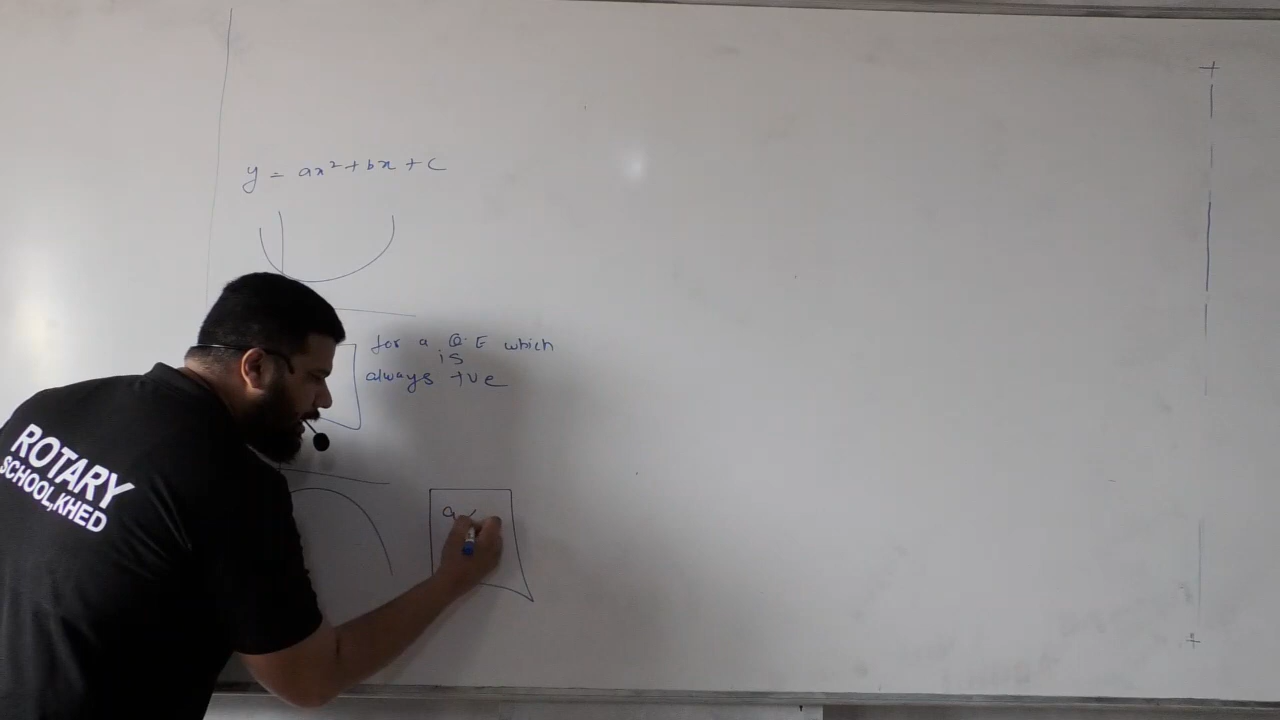 y = ax² + bx + c
for a Q.E which
is
always +ve
a <
ROTARY
SCHOOL,KHED